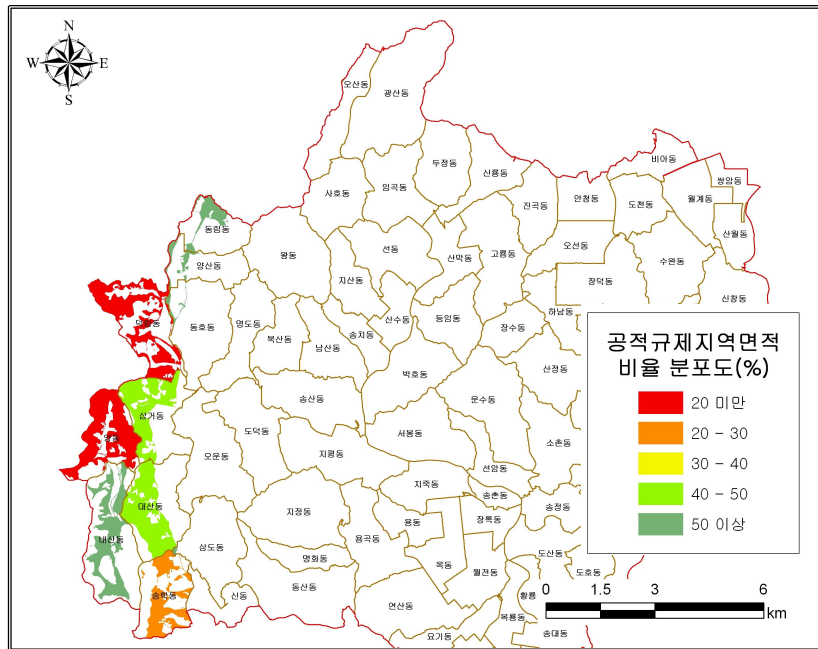 N
W
E
S
오산동
광산동
두정동
신룡동
비아동
사호동
임곡동
진곡동
안청동
도천동
월계동
쌍암동
동림동
왕동
선동
산막동
고룡동
오선동
수완동
산월동
양산동
지산동
장덕동
신창동
동호동
명도동
북산동
남산동
송치동
산수동
등임동
장수동
하남동
박호동
산정동
삼거동
송산동
운수동
도덕동
서봉동
소촌동
오운동
지평동
선암동
지죽동
송촌동
대산동
지정동
용동
장록동
송정동
내산동
삼도동
용곡동
명화동
옥동
월전동
도산동
도호동
송학동
신동
동산동
연산동
황룡
복룡동
요기동
송대동
공적규제지역면적
비율 분포도(%)
20 미만
20 - 30
30 - 40
40 - 50
50 이상
0 1.5 3 6
km